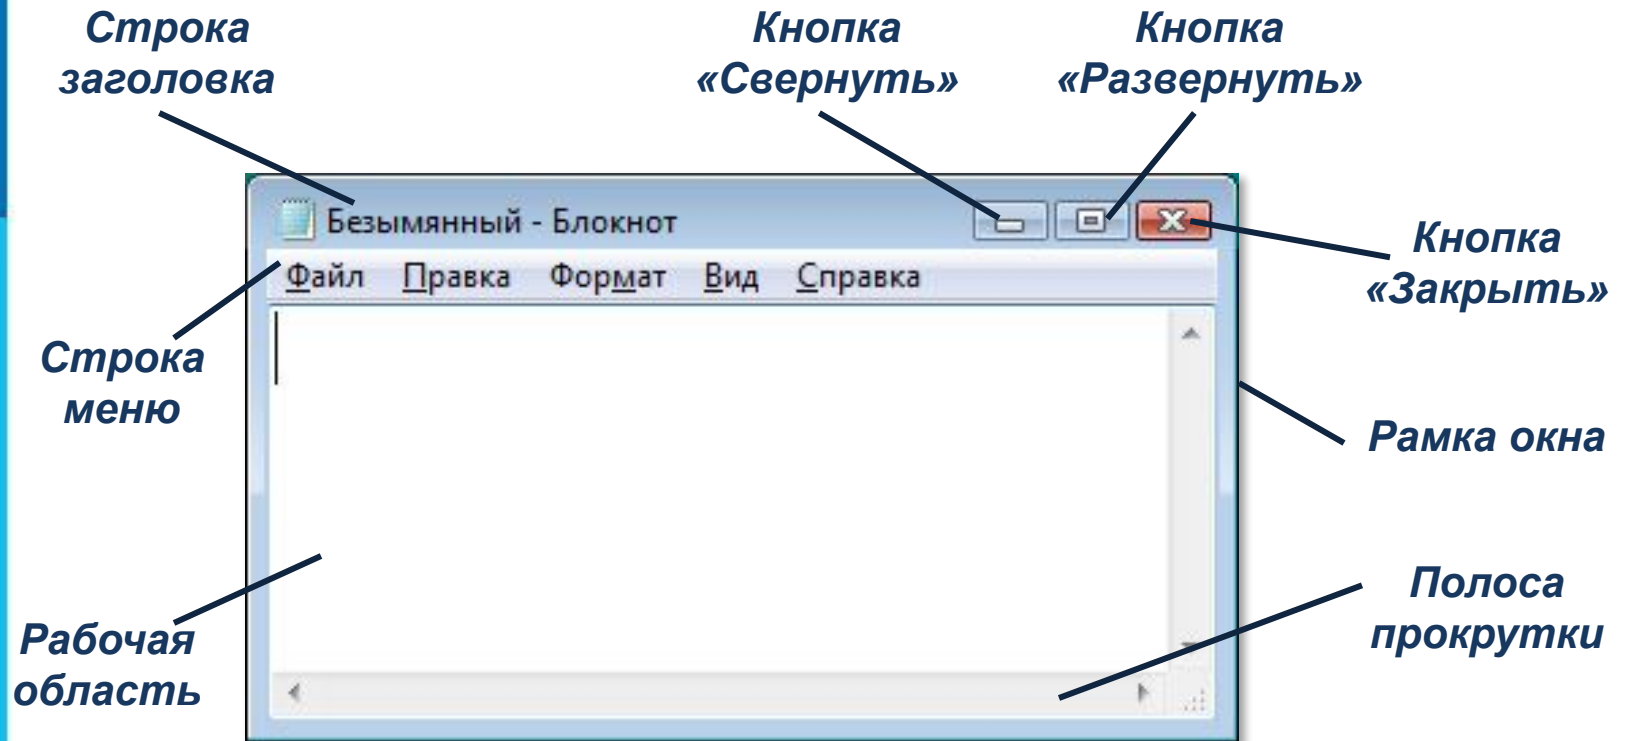 Строка
заголовка
Кнопка
«Свернуть»
Кнопка
«Развернуть»
Безымянный - Блокнот
Кнопка
«Закрыть»
Файл Правка Формат Вид Справка
Строка
меню
Рамка окна
Рабочая
область
Полоса
прокрутки